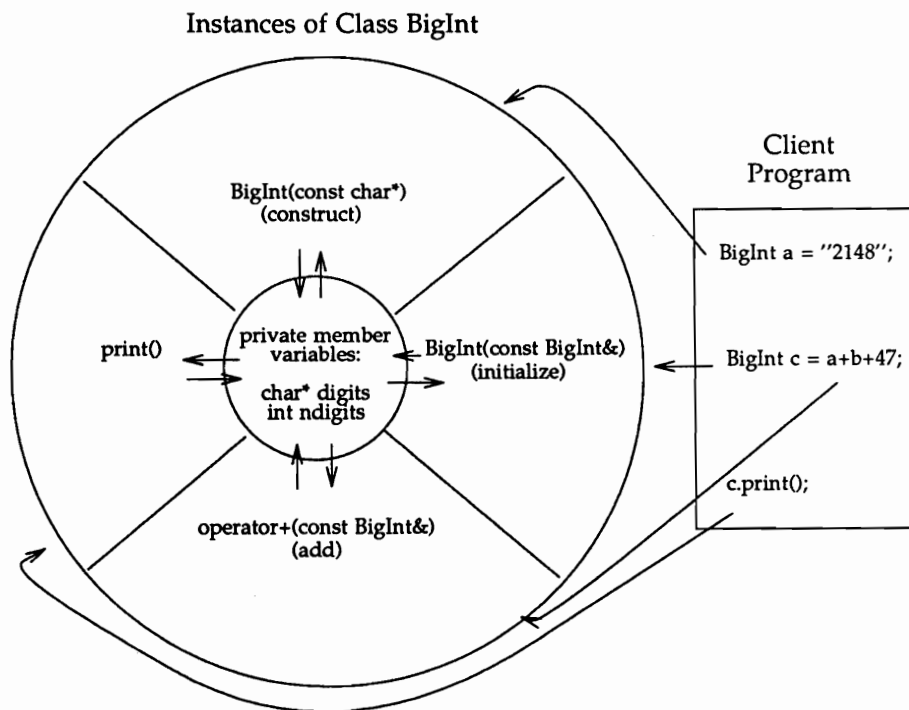 Instances of Class BigInt
Client
Program
BigInt(const char*)
(construct)
BigInt a = "2148";
print()
private member
variables:
char* digits
int ndigits
BigInt(const BigInt&)
(initialize)
BigInt c = a+b+47;
c.print();
operator+(const BigInt&)
(add)